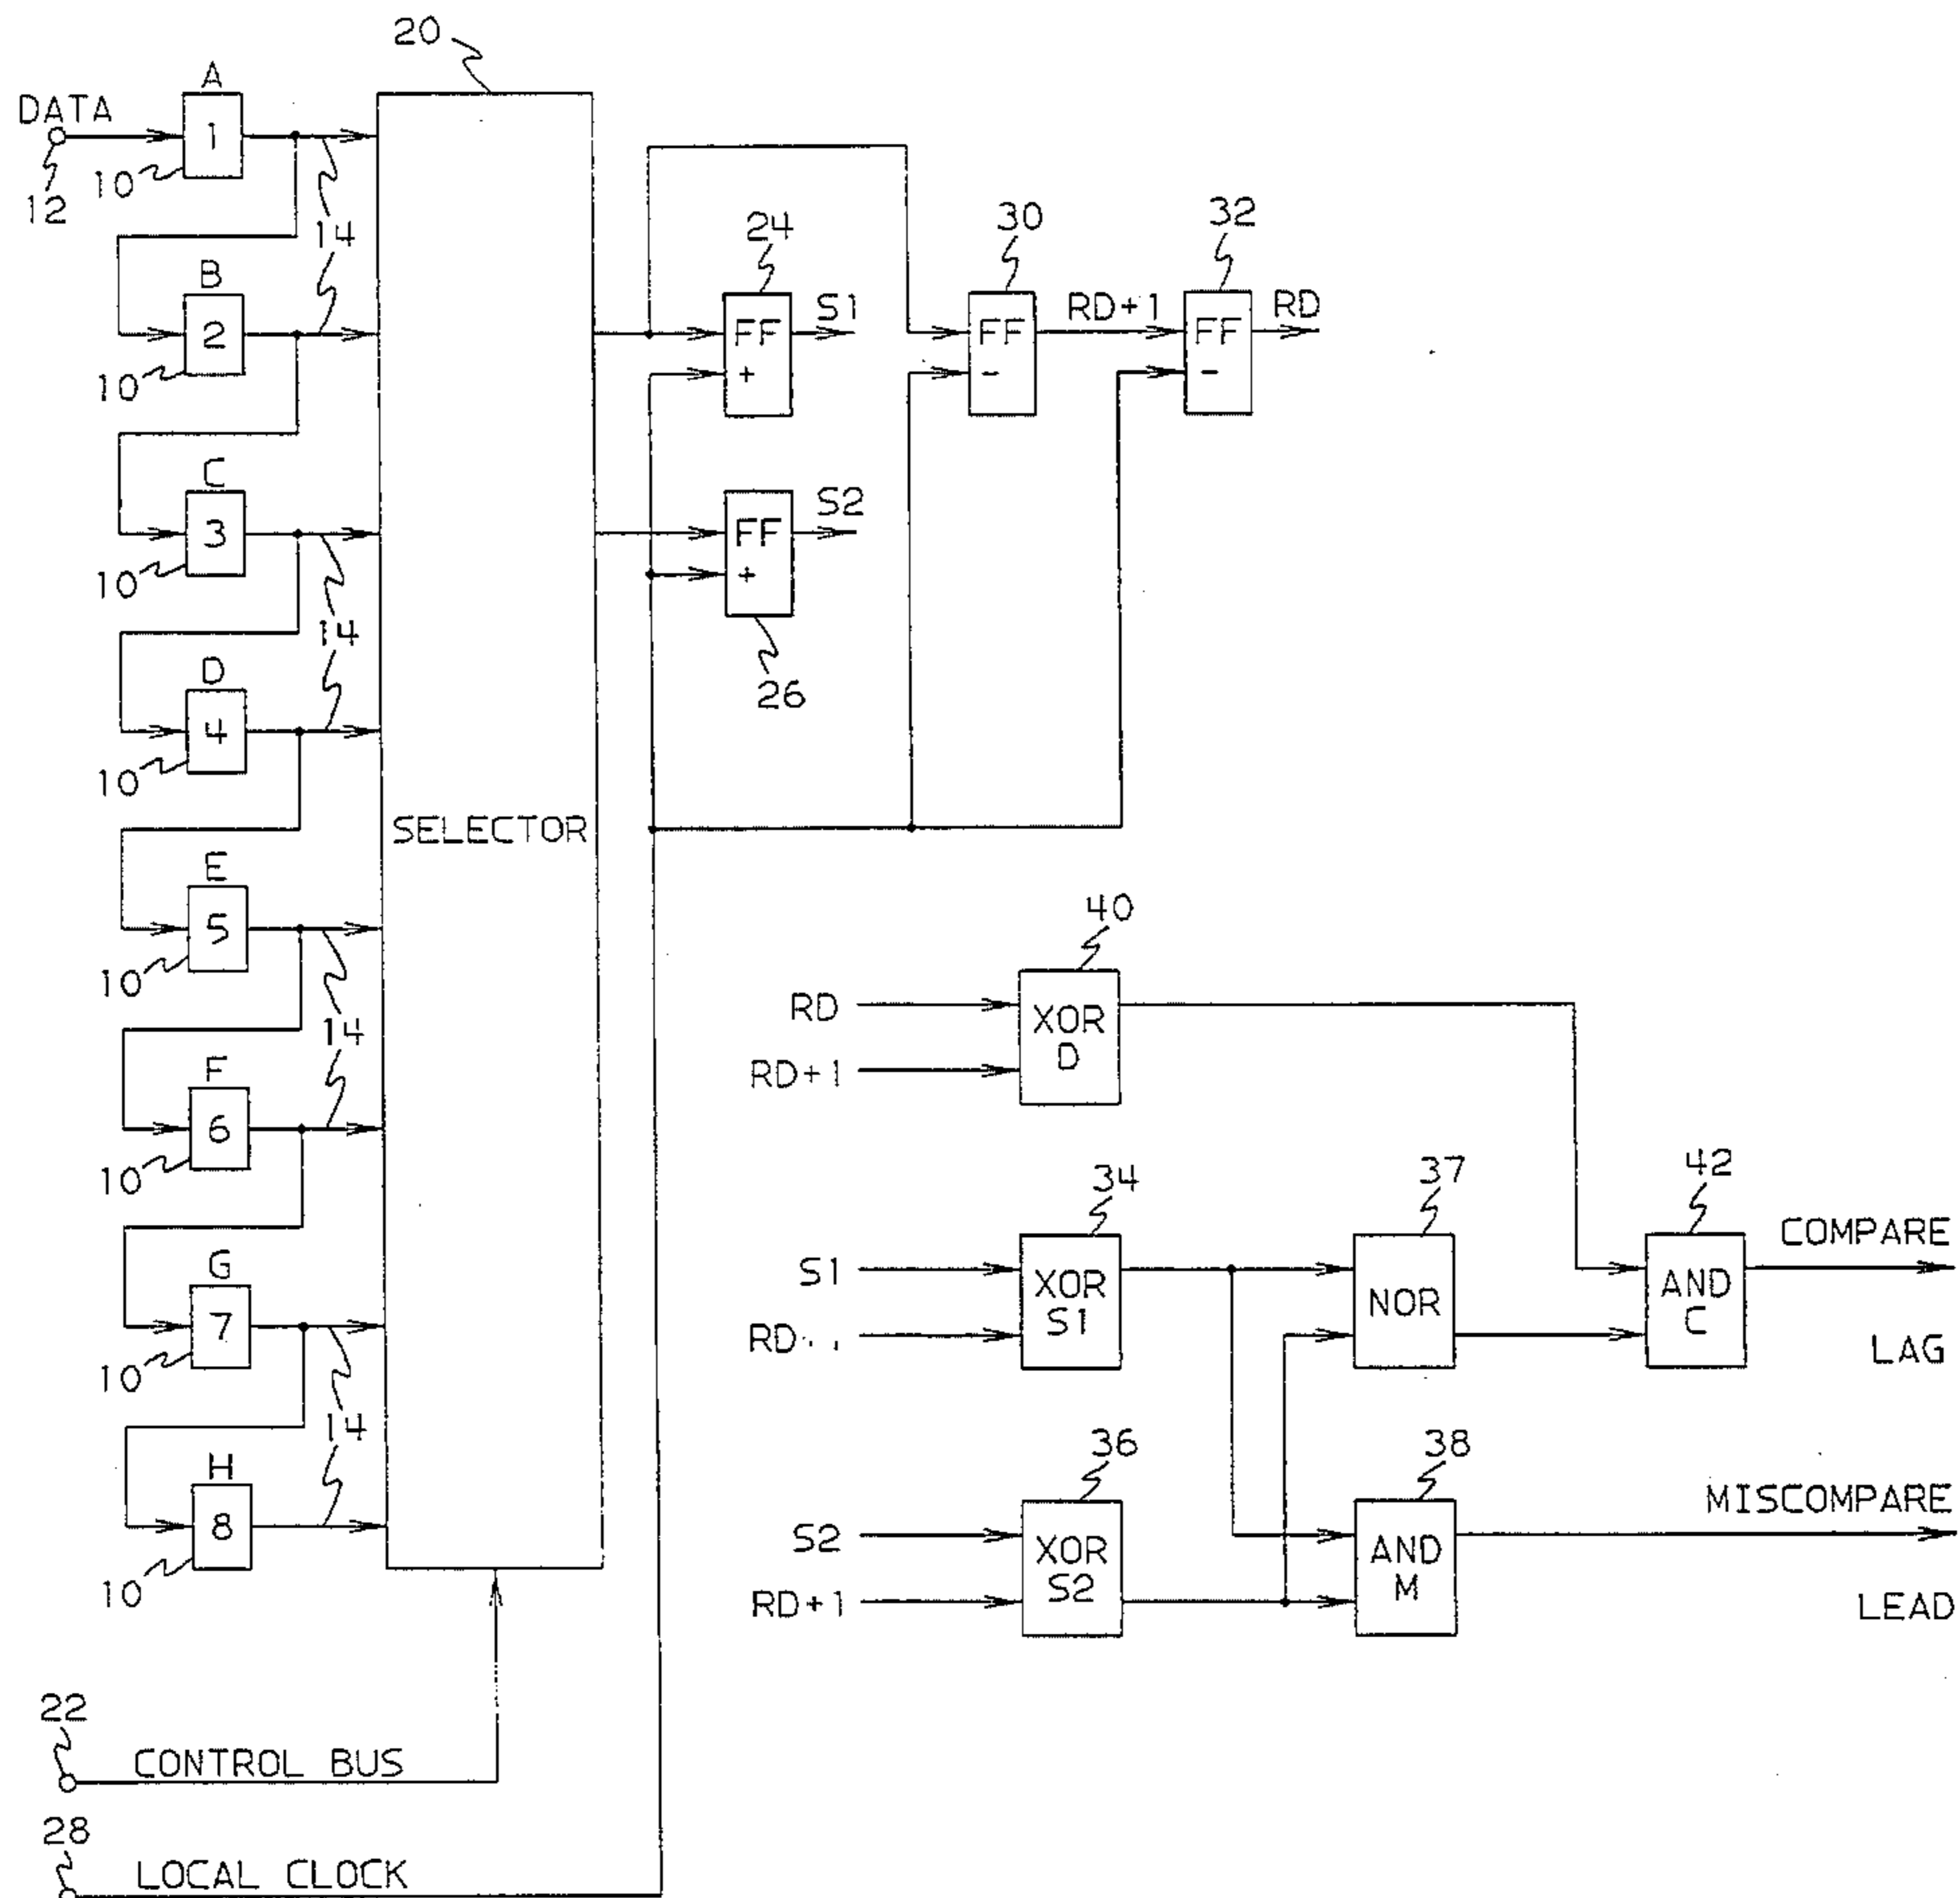 20
A
DATA
1
10
12
14
24
30
32
B
S1
RD+1
RD
2
FF
FF
FF
10
+
-
-
C
S2
3
FF
10
+
14
D
26
4
10
SELECTOR
E
40
5
10
RD
XOR
D
14
RD+1
F
6
10
34
37
42
COMPARE
G
S1
XOR
S1
NOR
AND
C
7
RD
LAG
10
14
H
36
38
MISCOMPARE
8
S2
XOR
S2
AND
M
10
RD+1
LEAD
22
CONTROL BUS
28
LOCAL CLOCK